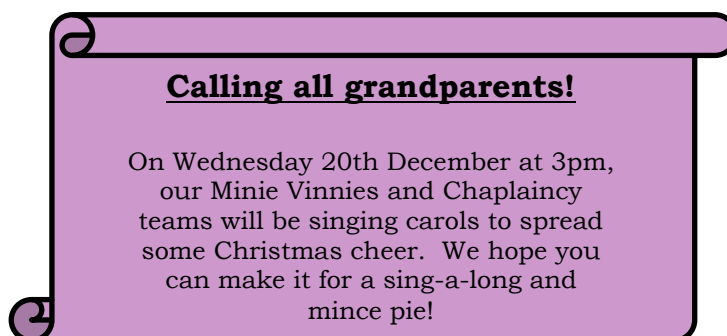 Calling all grandparents!
On Wednesday 20th December at 3pm,
our Minie Vinnies and Chaplaincy
teams will be singing carols to spread
some Christmas cheer.  We hope you
can make it for a sing-a-long and
mince pie!